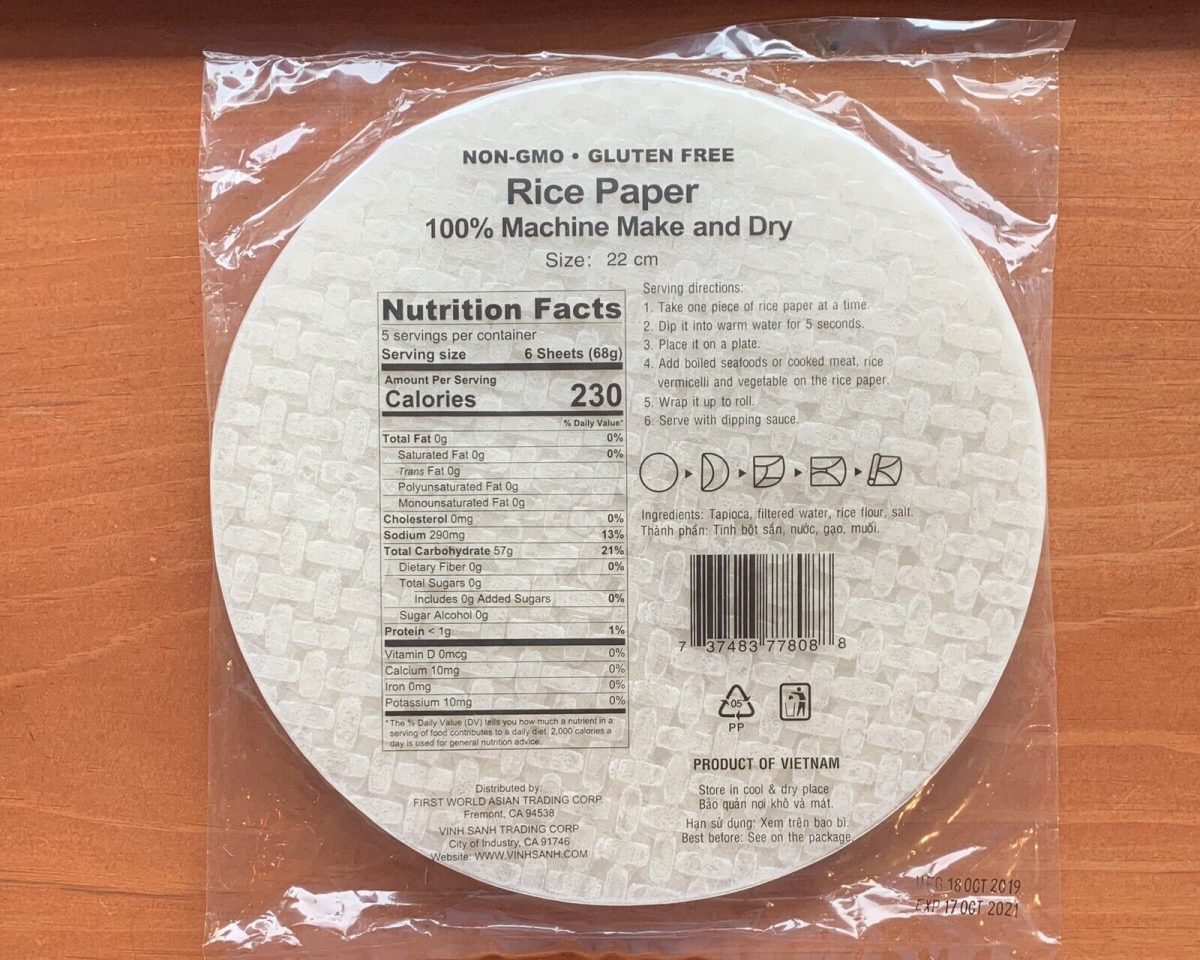 NON-GMO • GLUTEN FREE
Rice Paper
100% Machine Make and Dry
Size: 22 cm
Nutrition Facts
5 servings per container
Serving size 6 Sheets (68g)
Amount Per Serving
Calories 230
% Daily Value*
Total Fat 0g 0%
Saturated Fat 0g 0%
Trans Fat 0g
Polyunsaturated Fat 0g
Monounsaturated Fat 0g
Cholesterol 0mg 0%
Sodium 290mg 13%
Total Carbohydrate 57g 21%
Dietary Fiber 0g 0%
Total Sugars 0g
Includes 0g Added Sugars 0%
Sugar Alcohol 0g
Protein < 1g 1%
Vitamin D 0mcg 0%
Calcium 10mg 0%
Iron 0mg 0%
Potassium 10mg 0%
*The % Daily Value (DV) tells you how much a nutrient in a
serving of food contributes to a daily diet. 2,000 calories a
day is used for general nutrition advice.
Distributed by:
FIRST WORLD ASIAN TRADING CORP.
Fremont, CA 94538
VINH SANH TRADING CORP
City of Industry, CA 91746
Website: WWW.VINHSANH.COM
Serving directions:
1. Take one piece of rice paper at a time.
2. Dip it into warm water for 5 seconds.
3. Place it on a plate.
4. Add boiled seafoods or cooked meat, rice
vermicelli and vegetable on the rice paper.
5. Wrap it up to roll.
6. Serve with dipping sauce.
Ingredients: Tapioca, filtered water, rice flour, salt.
Thành phần: Tinh bột sắn, nước, gạo, muối.
7 37483 77808 8
05
PP
PRODUCT OF VIETNAM
Store in cool & dry place
Bảo quản nơi khô và mát.
Hạn sử dụng: Xem trên bao bì.
Best before: See on the package.
MFG 18 OCT 2019
EXP 17 OCT 2021